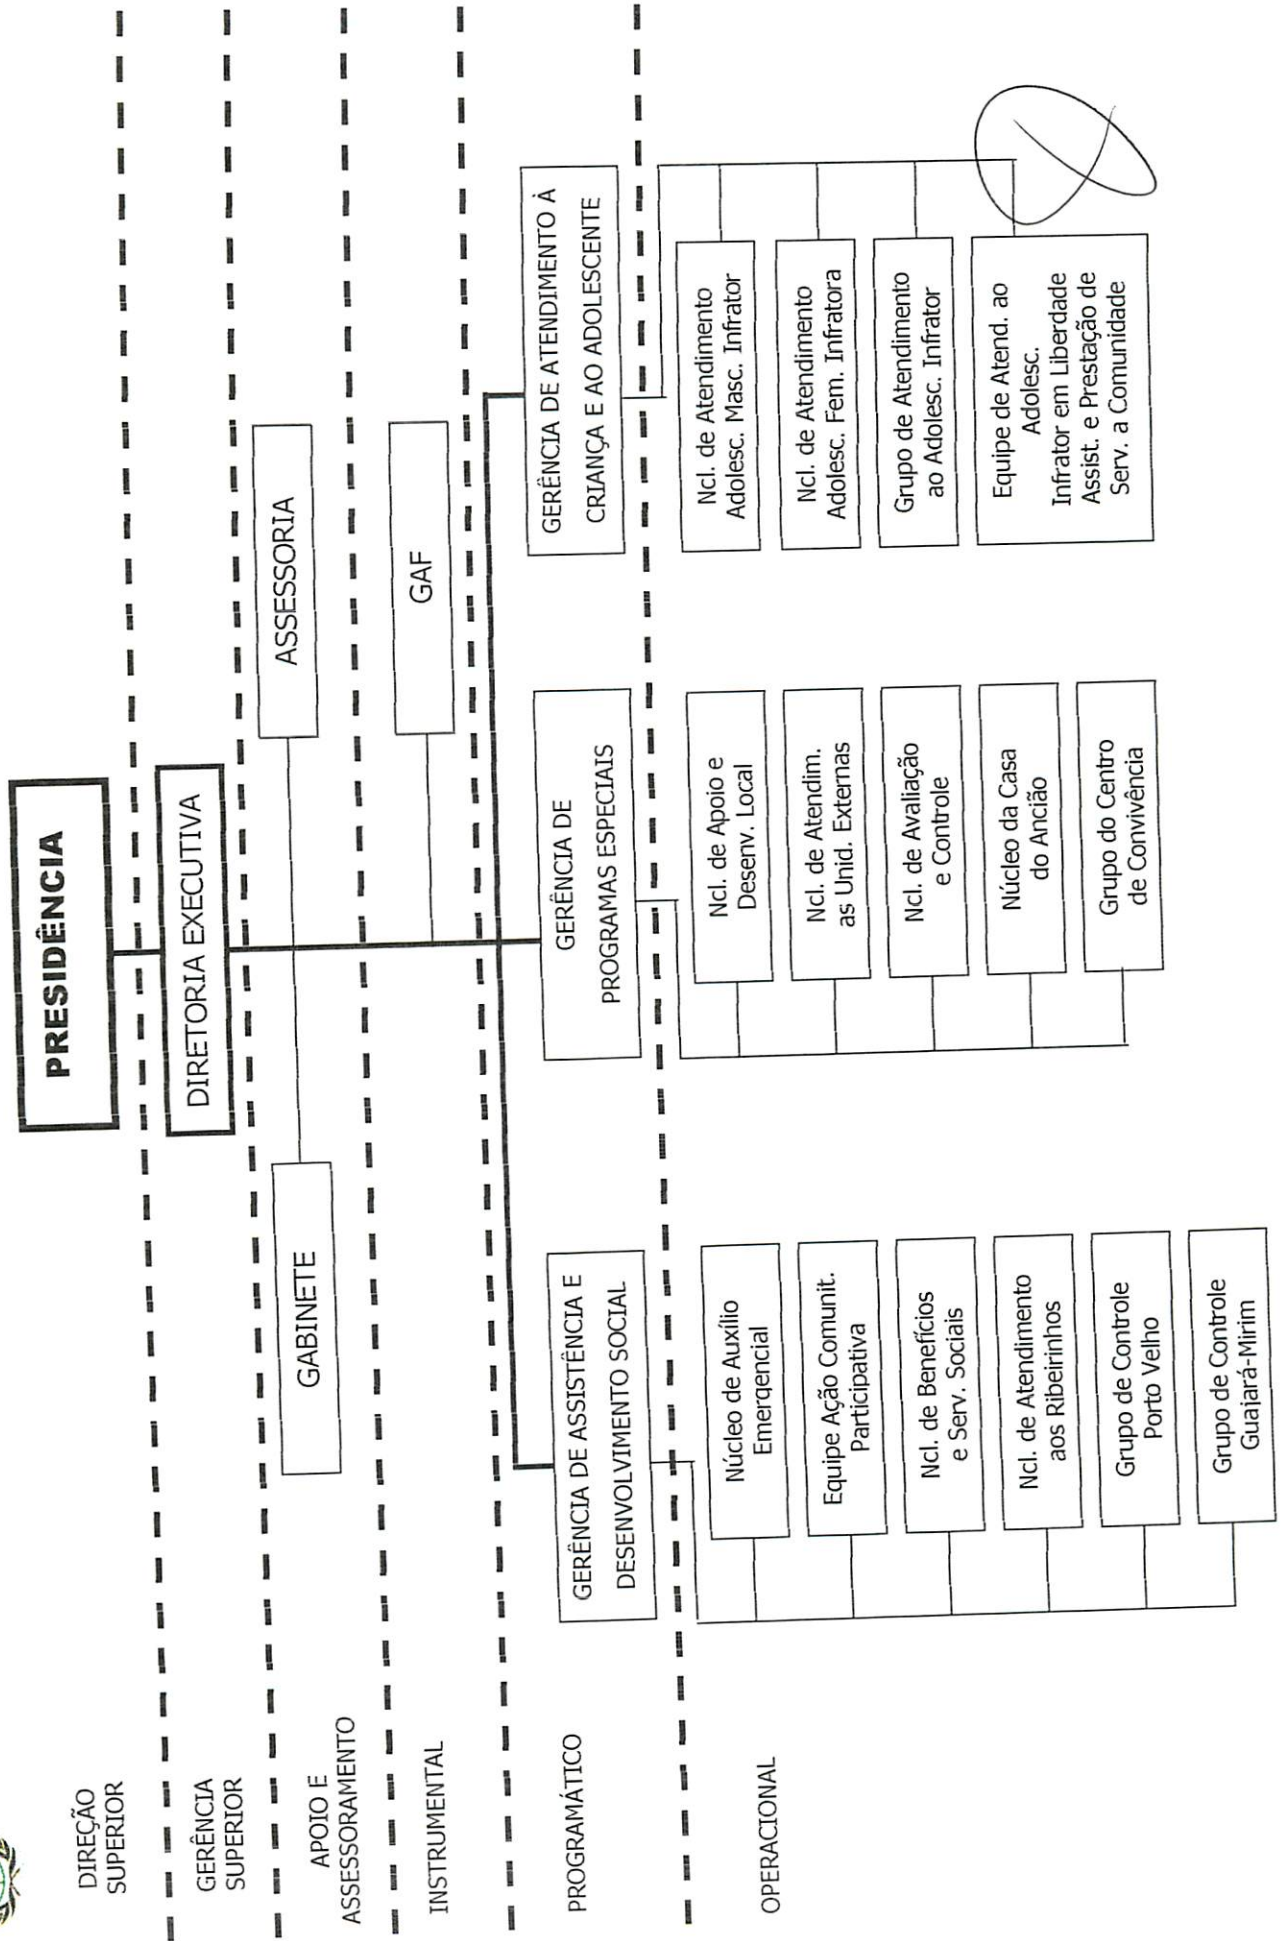 PRESIDÊNCIA
DIREÇÃO
SUPERIOR
DIRETORIA EXECUTIVA
GERÊNCIA
SUPERIOR
GABINETE
ASSESSORIA
APOIO E
ASSESSORAMENTO
GAF
INSTRUMENTAL
PROGRAMÁTICO
GERÊNCIA DE ASSISTÊNCIA E
DESENVOLVIMENTO SOCIAL
GERÊNCIA DE
PROGRAMAS ESPECIAIS
GERÊNCIA DE ATENDIMENTO À
CRIANÇA E AO ADOLESCENTE
OPERACIONAL
Núcleo de Auxílio
Emergencial
Equipe Ação Comunit.
Participativa
Ncl. de Benefícios
e Serv. Sociais
Ncl. de Atendimento
aos Ribeirinhos
Grupo de Controle
Porto Velho
Grupo de Controle
Guajará-Mirim
Ncl. de Apoio e
Desenv. Local
Ncl. de Atendim.
as Unid. Externas
Ncl. de Avaliação
e Controle
Núcleo da Casa
do Ancião
Grupo do Centro
de Convivência
Ncl. de Atendimento
Adolesc. Masc. Infrator
Ncl. de Atendimento
Adolesc. Fem. Infratora
Grupo de Atendimento
ao Adolesc. Infrator
Equipe de Atend. ao
Adolesc.
Infrator em Liberdade
Assist. e Prestação de
Serv. a Comunidade